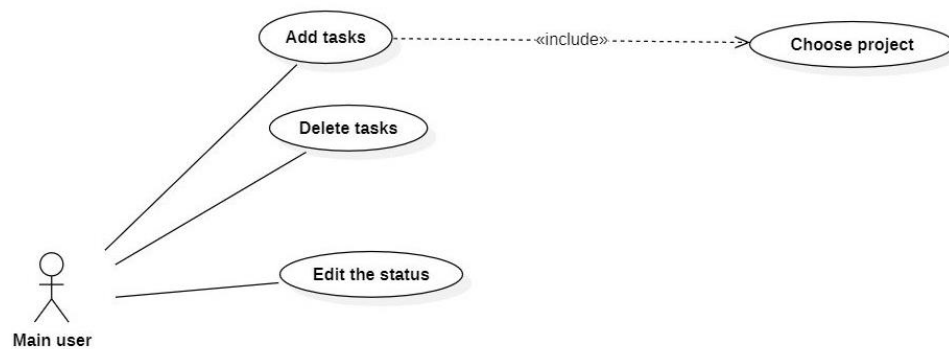 Add tasks
«include»
Choose project
Delete tasks
Edit the status
Main user